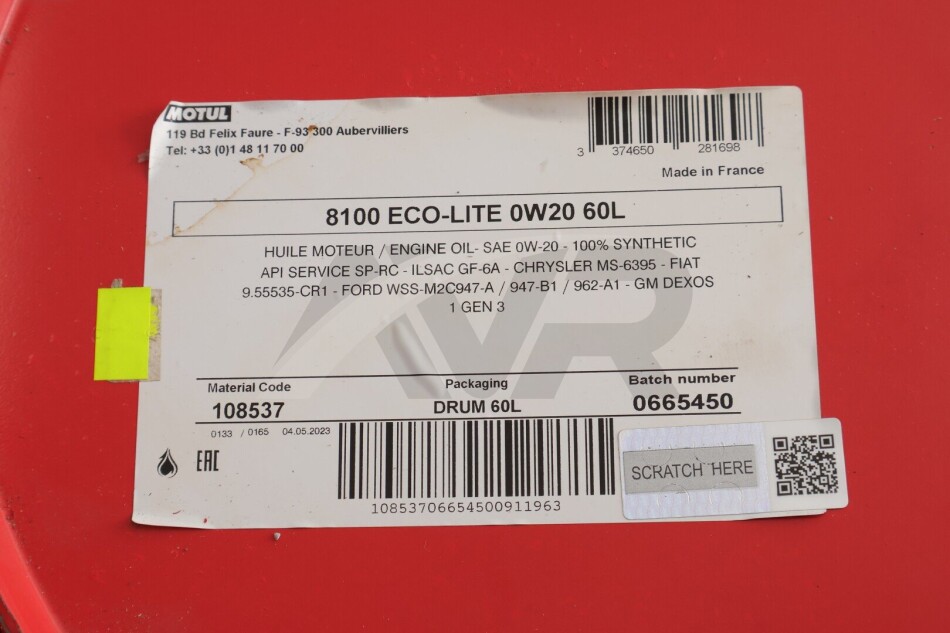 MOTUL
119 Bd Felix Faure - F-93 300 Aubervilliers
Tel: +33 (0)1 48 11 70 00
3 374650 281698
Made in France
8100 ECO-LITE 0W20 60L
HUILE MOTEUR / ENGINE OIL- SAE 0W-20 - 100% SYNTHETIC
API SERVICE SP-RC - ILSAC GF-6A - CHRYSLER MS-6395 - FIAT
9.55535-CR1 - FORD WSS-M2C947-A / 947-B1 / 962-A1 - GM DEXOS
1 GEN 3
AVR
Material Code Packaging Batch number
108537 DRUM 60L 0665450
0133 / 0165 04.05.2023
EAC
SCRATCH HERE
10853706654500911963